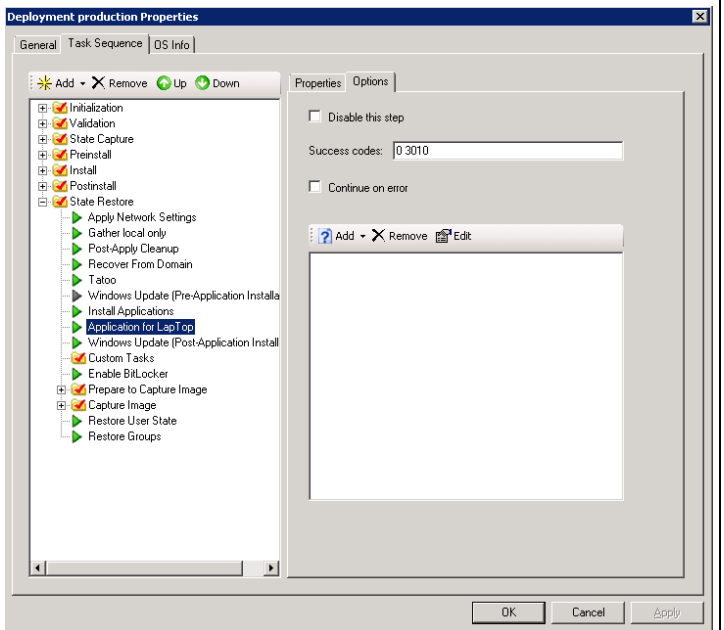 Deployment production Properties
General Task Sequence OS Info
Add Remove Up Down
Initialization
Validation
State Capture
Preinstall
Install
Postinstall
State Restore
Apply Network Settings
Gather local only
Post-Apply Cleanup
Recover From Domain
Tatoo
Windows Update (Pre-Application Installa
Install Applications
Application for LapTop
Windows Update (Post-Application Install
Custom Tasks
Enable BitLocker
Prepare to Capture Image
Capture Image
Restore User State
Restore Groups
Properties Options
Disable this step
Success codes: 0 3010
Continue on error
Add Remove Edit
OK Cancel Apply